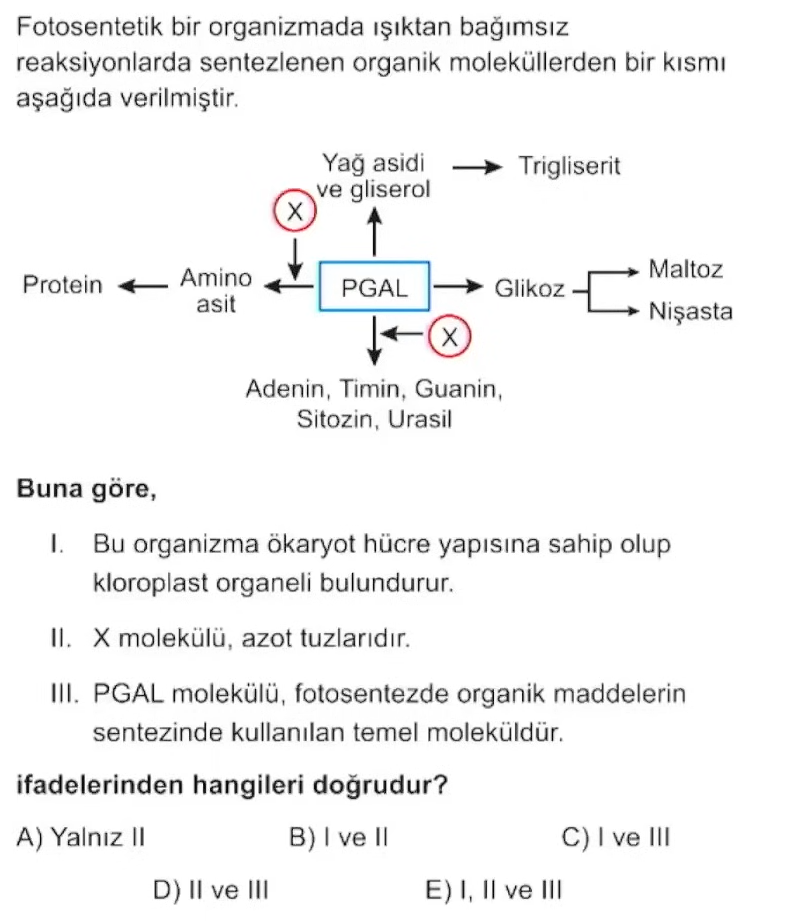 Fotosentetik bir organizmada ışıktan bağımsız
reaksiyonlarda sentezlenen organik moleküllerden bir kısmı
aşağıda verilmiştir.
Yağ asidi
ve gliserol
Trigliserit
X
Protein
Amino
asit
PGAL
Glikoz
Maltoz
Nişasta
X
Adenin, Timin, Guanin,
Sitozin, Urasil
Buna göre,
I. Bu organizma ökaryot hücre yapısına sahip olup
kloroplast organeli bulundurur.
II. X molekülü, azot tuzlarıdır.
III. PGAL molekülü, fotosentezde organik maddelerin
sentezinde kullanılan temel moleküldür.
ifadelerinden hangileri doğrudur?
A) Yalnız II B) I ve II C) I ve III
D) II ve III E) I, II ve III